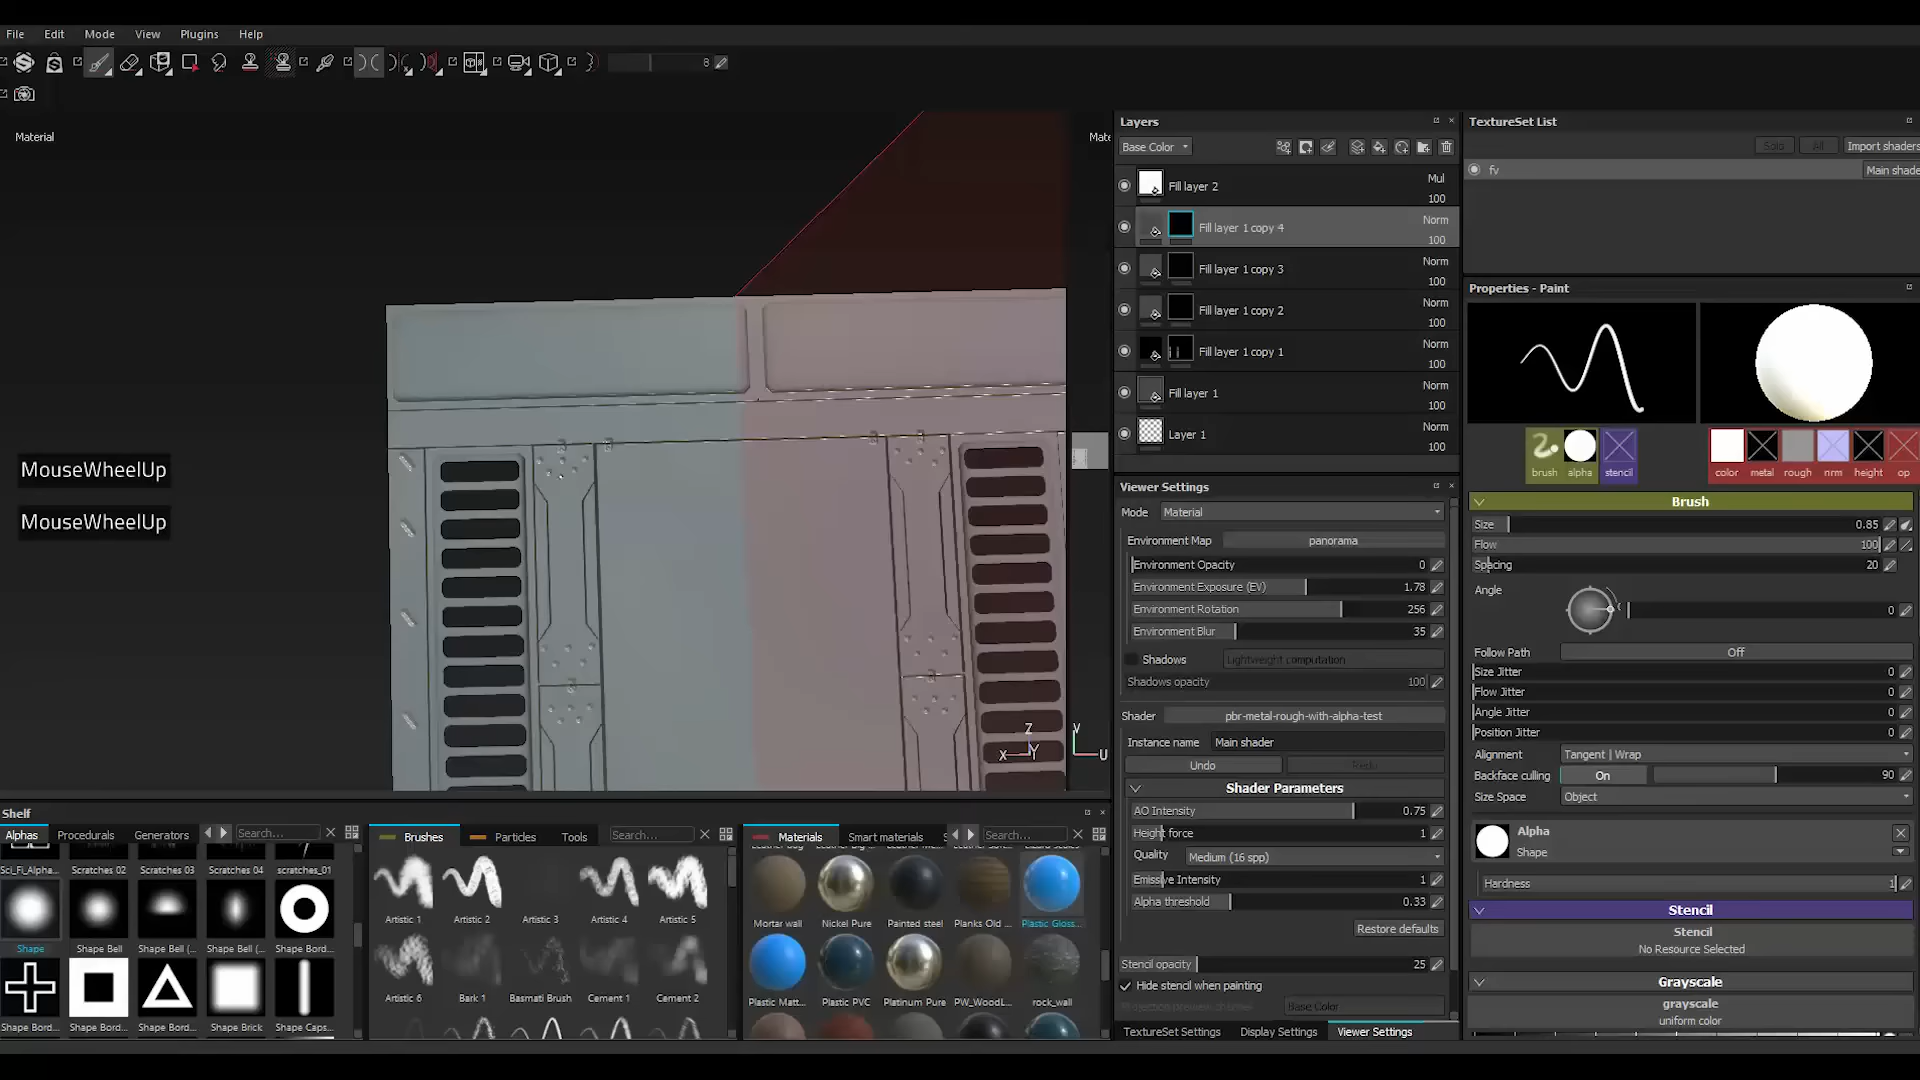 File Edit Mode View Plugins Help
8
Material
Mate
MouseWheelUp
MouseWheelUp
Z
Y
X
V
U
Layers
Base Color
Fill layer 2 Mul 100
Fill layer 1 copy 4 Norm 100
Fill layer 1 copy 3 Norm 100
Fill layer 1 copy 2 Norm 100
Fill layer 1 copy 1 Norm 100
Fill layer 1 Norm 100
Layer 1 Norm 100
Viewer Settings
Mode Material
Environment Map panorama
Environment Opacity 0
Environment Exposure (EV) 1.78
Environment Rotation 256
Environment Blur 35
Shadows Lightweight computation
Shadows opacity 100
Shader pbr-metal-rough-with-alpha-test
Instance name Main shader
Undo Redo
Shader Parameters
AO Intensity 0.75
Height force 1
Quality Medium (16 spp)
Emissive Intensity 1
Alpha threshold 0.33
Restore defaults
Stencil opacity 25
Hide stencil when painting
Base Color
TextureSet Settings Display Settings Viewer Settings
TextureSet List
Solo All Import shaders
fv Main shade
Properties - Paint
brush alpha stencil color metal rough nrm height op
Brush
Size 0.85
Flow 100
Spacing 20
Angle 0
Follow Path Off
Size Jitter 0
Flow Jitter 0
Angle Jitter 0
Position Jitter 0
Alignment Tangent | Wrap
Backface culling On 90
Size Space Object
Alpha
Shape
Hardness 1
Stencil
Stencil
No Resource Selected
Grayscale
grayscale
uniform color
Shelf
Alphas Procedurals Generators Search...
Sci_Fi_Alpha... Scratches 02 Scratches 03 Scratches 04 scratches_01
Shape Shape Bell Shape Bell (... Shape Bell (... Shape Bord...
Shape Bord... Shape Bord... Shape Bord... Shape Brick Shape Caps...
Brushes Particles Tools Search...
Artistic 1 Artistic 2 Artistic 3 Artistic 4 Artistic 5
Artistic 6 Bark 1 Basmati Brush Cement 1 Cement 2
Materials Smart materials S Search...
Mortar wall Nickel Pure Painted steel Planks Old ... Plastic Gloss...
Plastic Matt... Plastic PVC Platinum Pure PW_WoodL... rock_wall